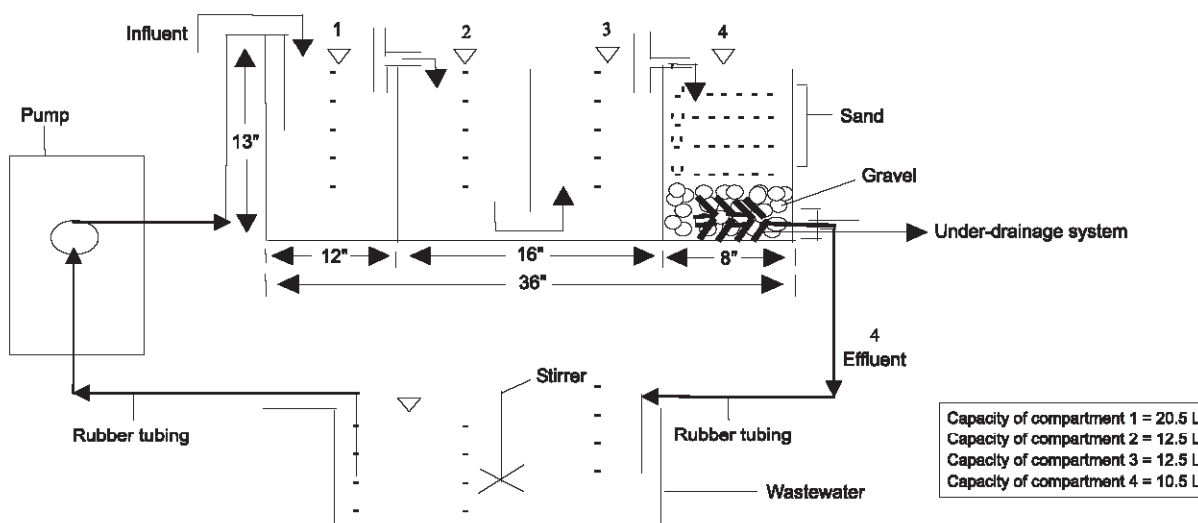 Influent
1
2
3
4
Pump
13"
Sand
Gravel
Under-drainage system
12"
16"
8"
36"
4
Effluent
Stirrer
Rubber tubing
Rubber tubing
Wastewater
Capacity of compartment 1 = 20.5 L
Capacity of compartment 2 = 12.5 L
Capacity of compartment 3 = 12.5 L
Capacity of compartment 4 = 10.5 L